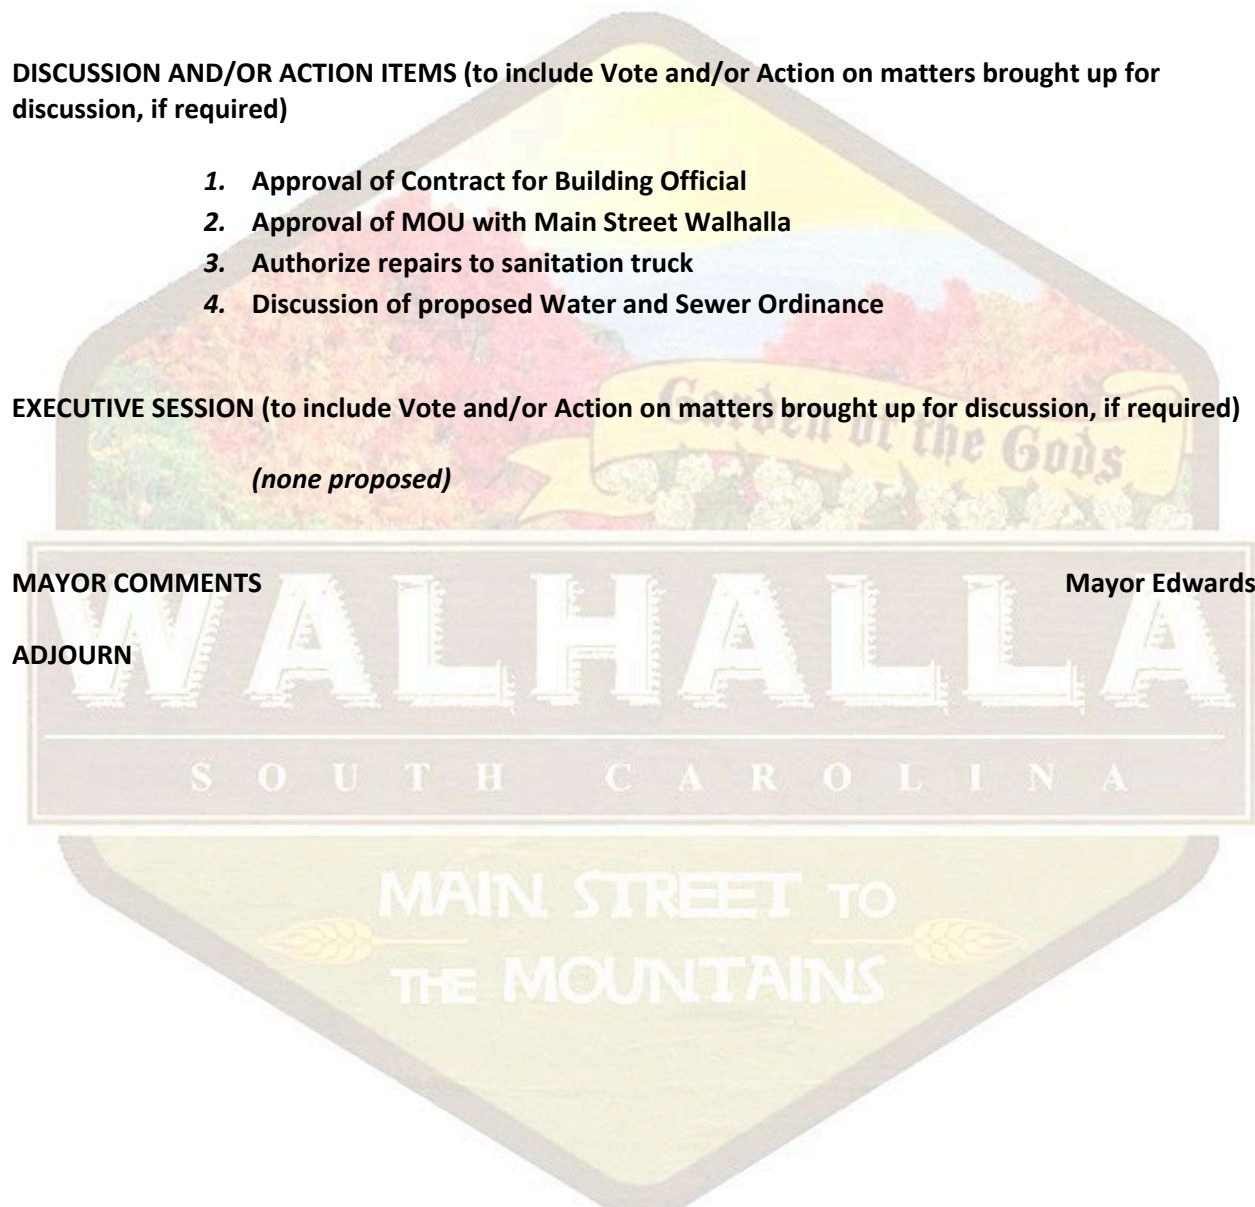 DISCUSSION AND/OR ACTION ITEMS (to include Vote and/or Action on matters brought up for
discussion, if required)
1. Approval of Contract for Building Official
2. Approval of MOU with Main Street Walhalla
3. Authorize repairs to sanitation truck
4. Discussion of proposed Water and Sewer Ordinance
EXECUTIVE SESSION (to include Vote and/or Action on matters brought up for discussion, if required)
Garden of the Gods
(none proposed)
MAYOR COMMENTS Mayor Edwards
WALHALLA
ADJOURN
SOUTH CAROLINA
MAIN STREET TO
THE MOUNTAINS